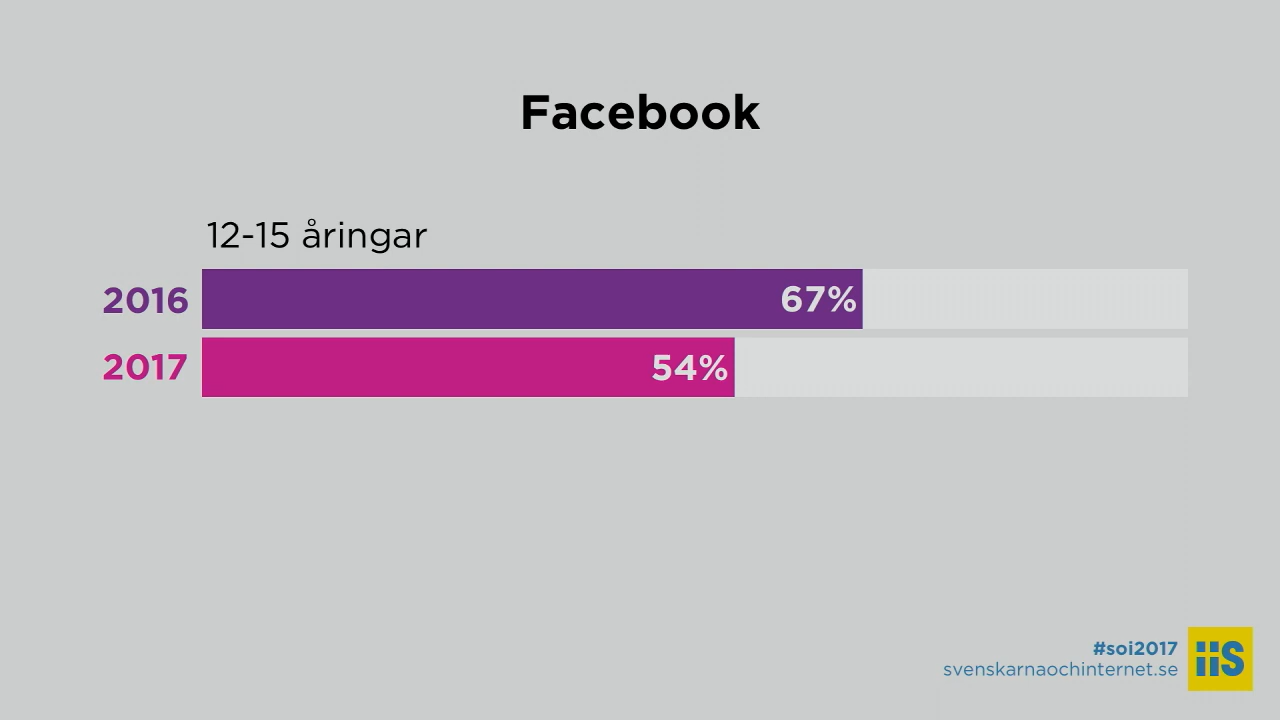 Facebook
12-15 åringar
2016 67%
2017 54%
#soi2017
svenskarnaochinternet.se
iis